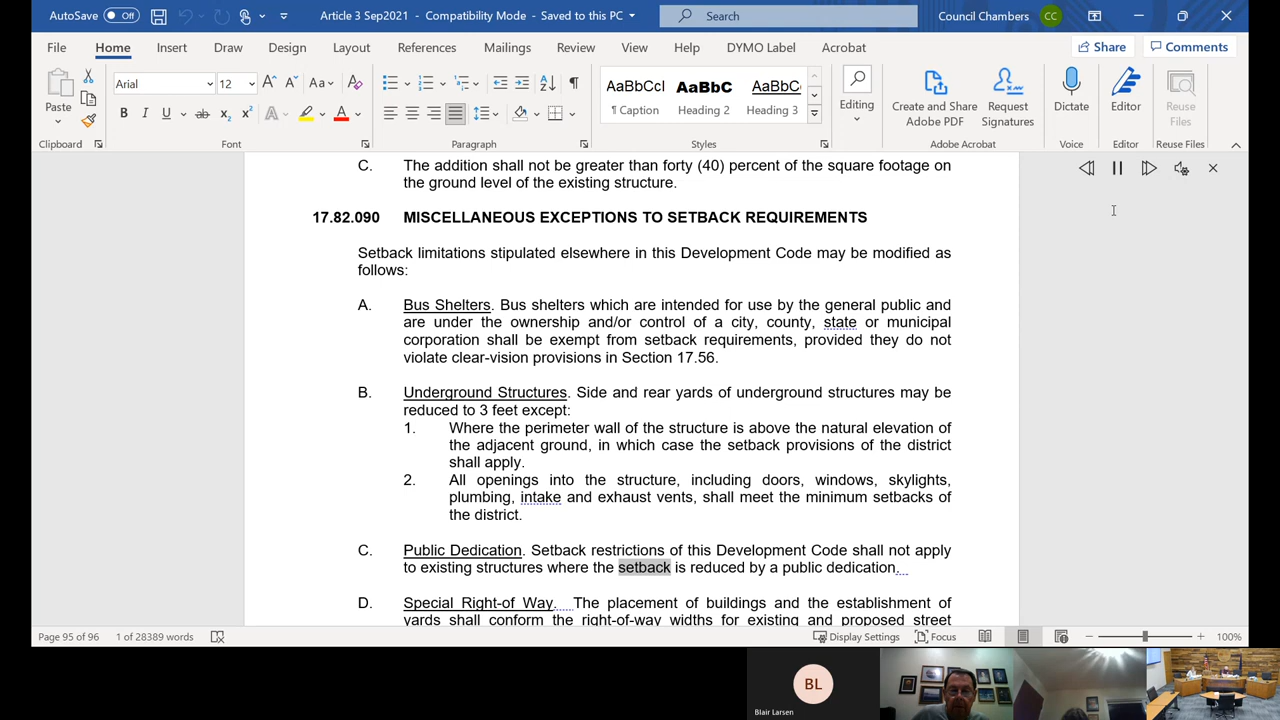 AutoSave Off Article 3 Sep2021 - Compatibility Mode - Saved to this PC Search Council Chambers CC
File Home Insert Draw Design Layout References Mailings Review View Help DYMO Label Acrobat Share Comments
Paste Arial 12 Aa AaBbCcI AaBbC AaBbCc Editing Create and Share Adobe PDF Request Signatures Dictate Editor Reuse Files
¶ Caption Heading 2 Heading 3
Clipboard Font Paragraph Styles Adobe Acrobat Voice Editor Reuse Files
C. The addition shall not be greater than forty (40) percent of the square footage on
the ground level of the existing structure.
17.82.090 MISCELLANEOUS EXCEPTIONS TO SETBACK REQUIREMENTS
Setback limitations stipulated elsewhere in this Development Code may be modified as
follows:
A. Bus Shelters. Bus shelters which are intended for use by the general public and
are under the ownership and/or control of a city, county, state or municipal
corporation shall be exempt from setback requirements, provided they do not
violate clear-vision provisions in Section 17.56.
B. Underground Structures. Side and rear yards of underground structures may be
reduced to 3 feet except:
1. Where the perimeter wall of the structure is above the natural elevation of
the adjacent ground, in which case the setback provisions of the district
shall apply.
2. All openings into the structure, including doors, windows, skylights,
plumbing, intake and exhaust vents, shall meet the minimum setbacks of
the district.
C. Public Dedication. Setback restrictions of this Development Code shall not apply
to existing structures where the setback is reduced by a public dedication.
D. Special Right-of Way. The placement of buildings and the establishment of
yards shall conform the right-of-way widths for existing and proposed street
Page 95 of 96 1 of 28389 words Display Settings Focus 100%
BL
Blair Larsen